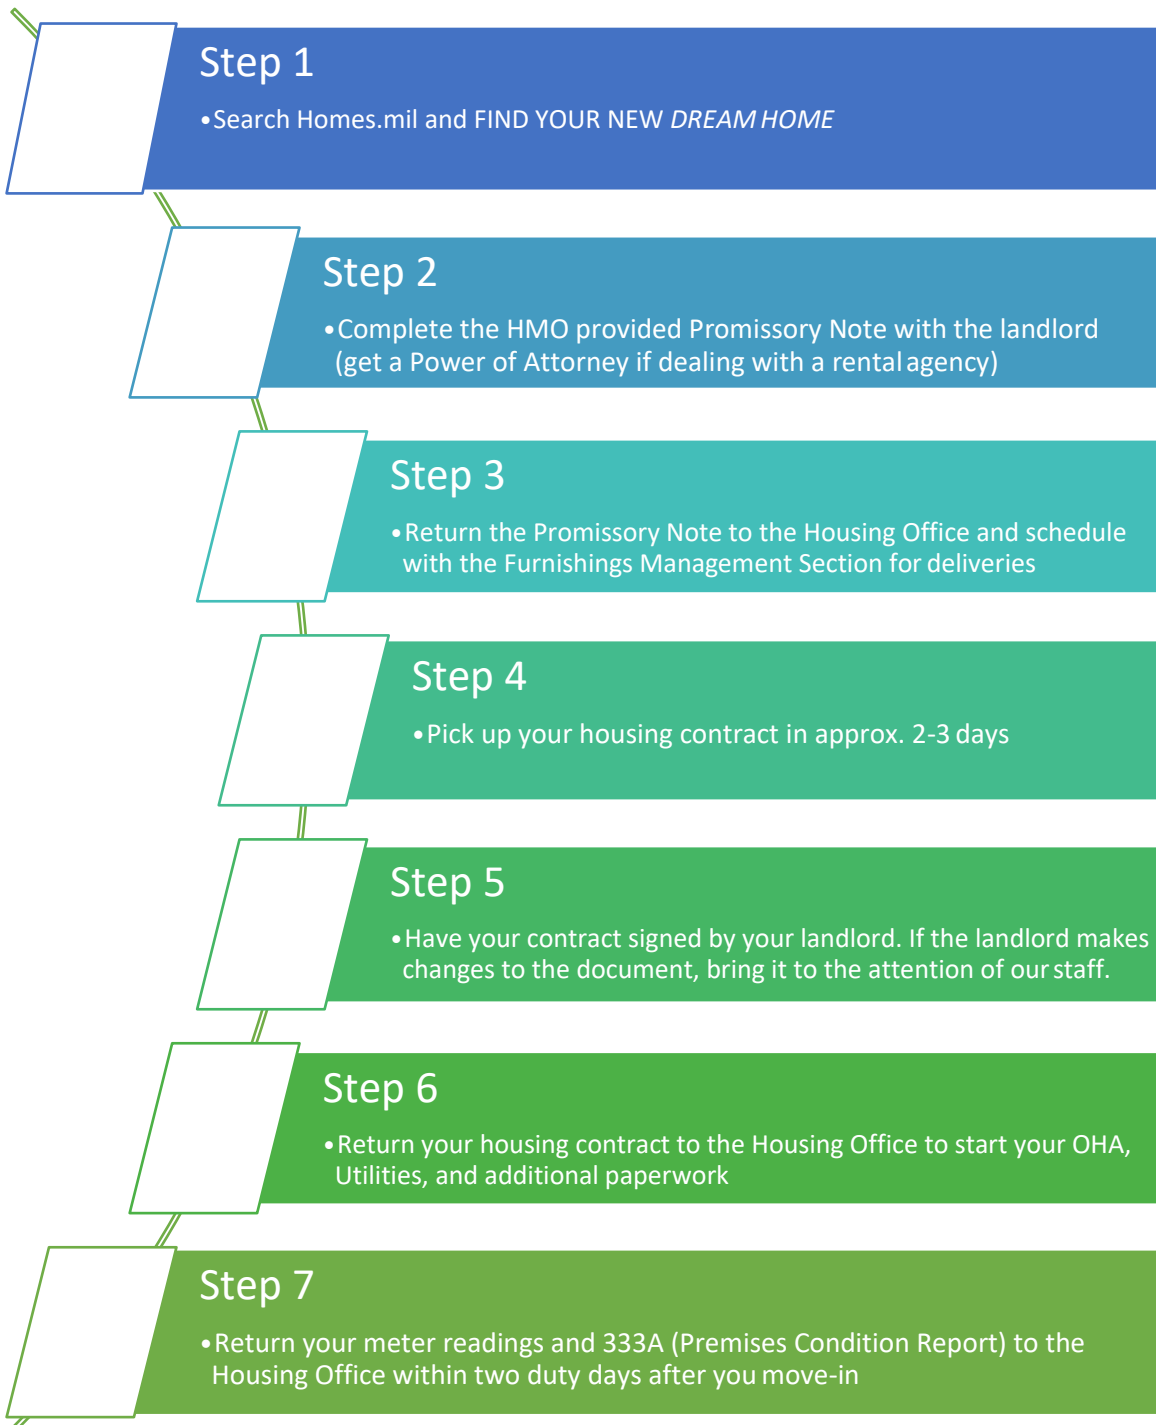 Step 1
•Search Homes.mil and FIND YOUR NEW DREAM HOME
Step 2
•Complete the HMO provided Promissory Note with the landlord
(get a Power of Attorney if dealing with a rental agency)
Step 3
•Return the Promissory Note to the Housing Office and schedule
with the Furnishings Management Section for deliveries
Step 4
•Pick up your housing contract in approx. 2-3 days
Step 5
•Have your contract signed by your landlord. If the landlord makes
changes to the document, bring it to the attention of our staff.
Step 6
•Return your housing contract to the Housing Office to start your OHA,
Utilities, and additional paperwork
Step 7
•Return your meter readings and 333A (Premises Condition Report) to the
Housing Office within two duty days after you move-in